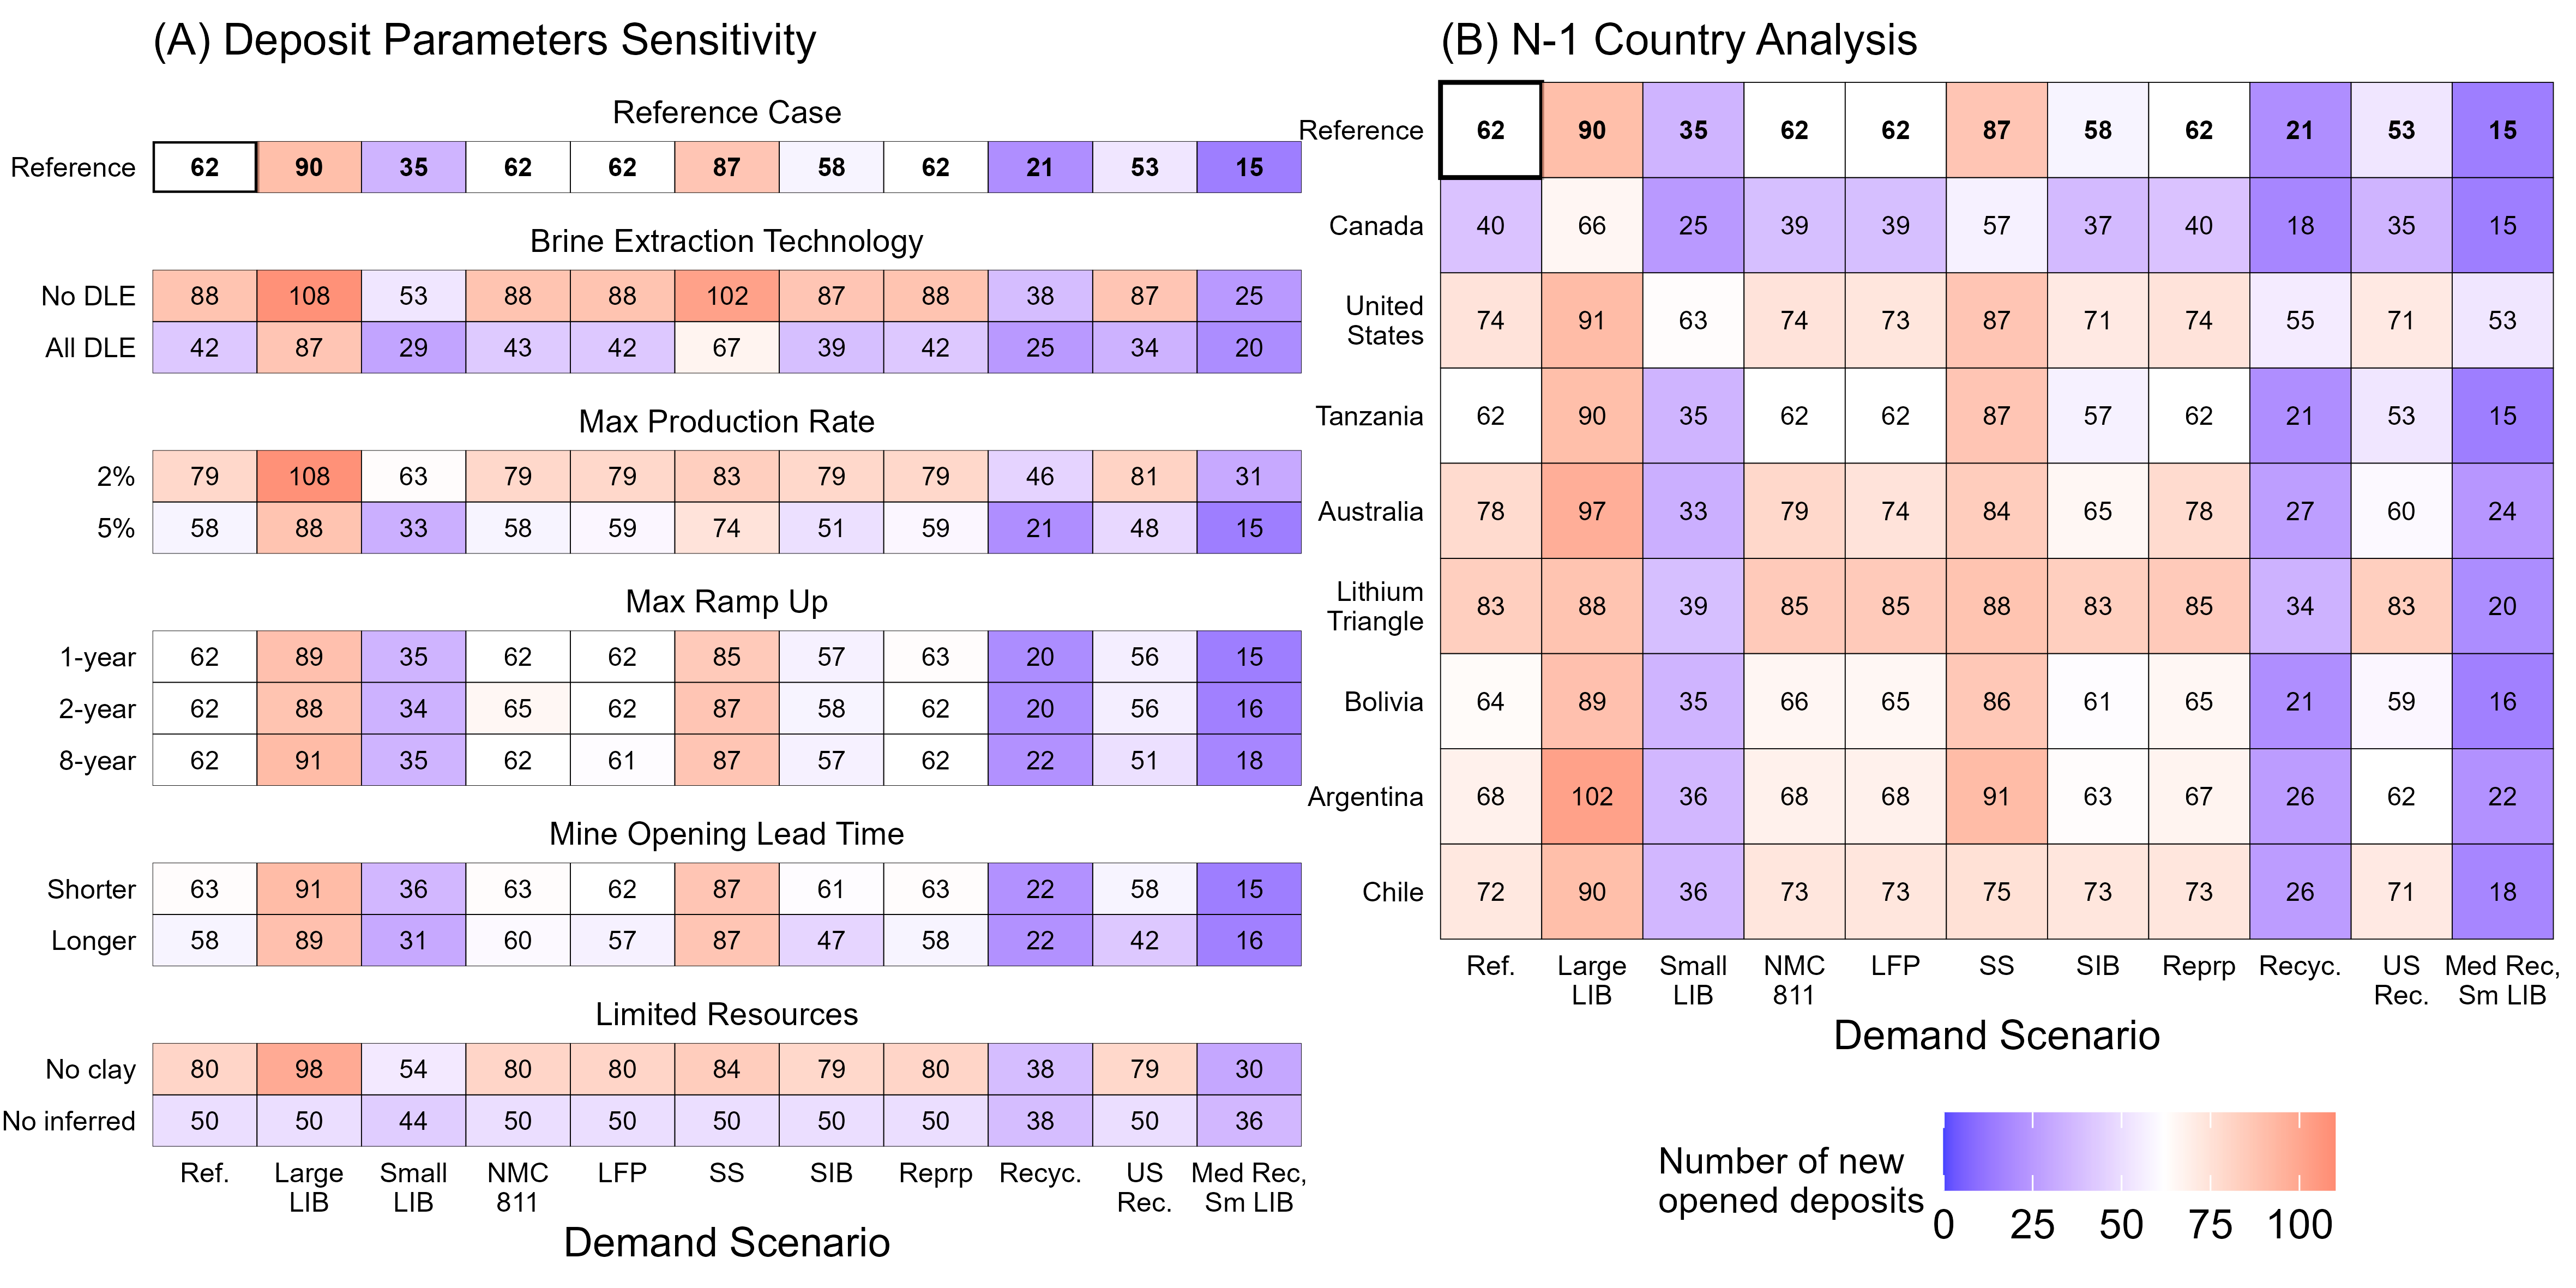 (A) Deposit Parameters Sensitivity
Reference Case
Reference 62 90 35 62 62 87 58 62 21 53 15
Brine Extraction Technology
No DLE 88 108 53 88 88 102 87 88 38 87 25
All DLE 42 87 29 43 42 67 39 42 25 34 20
Max Production Rate
2% 79 108 63 79 79 83 79 79 46 81 31
5% 58 88 33 58 59 74 51 59 21 48 15
Max Ramp Up
1-year 62 89 35 62 62 85 57 63 20 56 15
2-year 62 88 34 65 62 87 58 62 20 56 16
8-year 62 91 35 62 61 87 57 62 22 51 18
Mine Opening Lead Time
Shorter 63 91 36 63 62 87 61 63 22 58 15
Longer 58 89 31 60 57 87 47 58 22 42 16
Limited Resources
No clay 80 98 54 80 80 84 79 80 38 79 30
No inferred 50 50 44 50 50 50 50 50 38 50 36
Ref. Large Small NMC LFP SS SIB Reprp Recyc. US Med Rec,
LIB LIB 811 Rec. Sm LIB
Demand Scenario
(B) N-1 Country Analysis
Reference 62 90 35 62 62 87 58 62 21 53 15
Canada 40 66 25 39 39 57 37 40 18 35 15
United
States 74 91 63 74 73 87 71 74 55 71 53
Tanzania 62 90 35 62 62 87 57 62 21 53 15
Australia 78 97 33 79 74 84 65 78 27 60 24
Lithium
Triangle 83 88 39 85 85 88 83 85 34 83 20
Bolivia 64 89 35 66 65 86 61 65 21 59 16
Argentina 68 102 36 68 68 91 63 67 26 62 22
Chile 72 90 36 73 73 75 73 73 26 71 18
Ref. Large Small NMC LFP SS SIB Reprp Recyc. US Med Rec,
LIB LIB 811 Rec. Sm LIB
Demand Scenario
Number of new
opened deposits
0 25 50 75 100